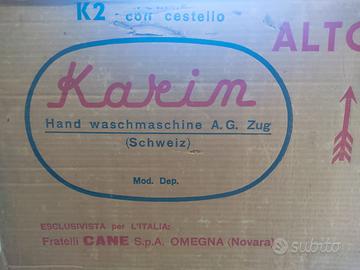 K2 con cestello
ALTO
Karin
Hand waschmaschine A.G. Zug
(Schweiz)
Mod. Dep.
ESCLUSIVISTA per L'ITALIA:
Fratelli CANE S.p.A. OMEGNA (Novara)
subito